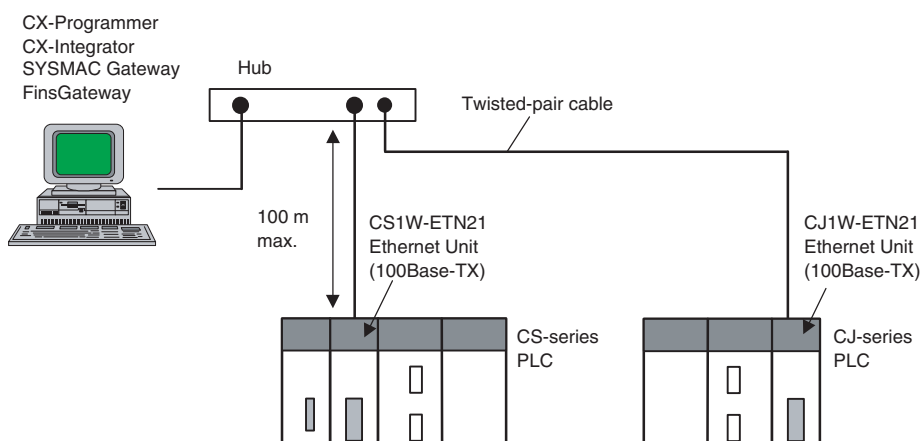 CX-Programmer
CX-Integrator
SYSMAC Gateway
FinsGateway
Hub
Twisted-pair cable
100 m
max.
CS1W-ETN21
Ethernet Unit
(100Base-TX)
CJ1W-ETN21
Ethernet Unit
(100Base-TX)
CS-series
PLC
CJ-series
PLC